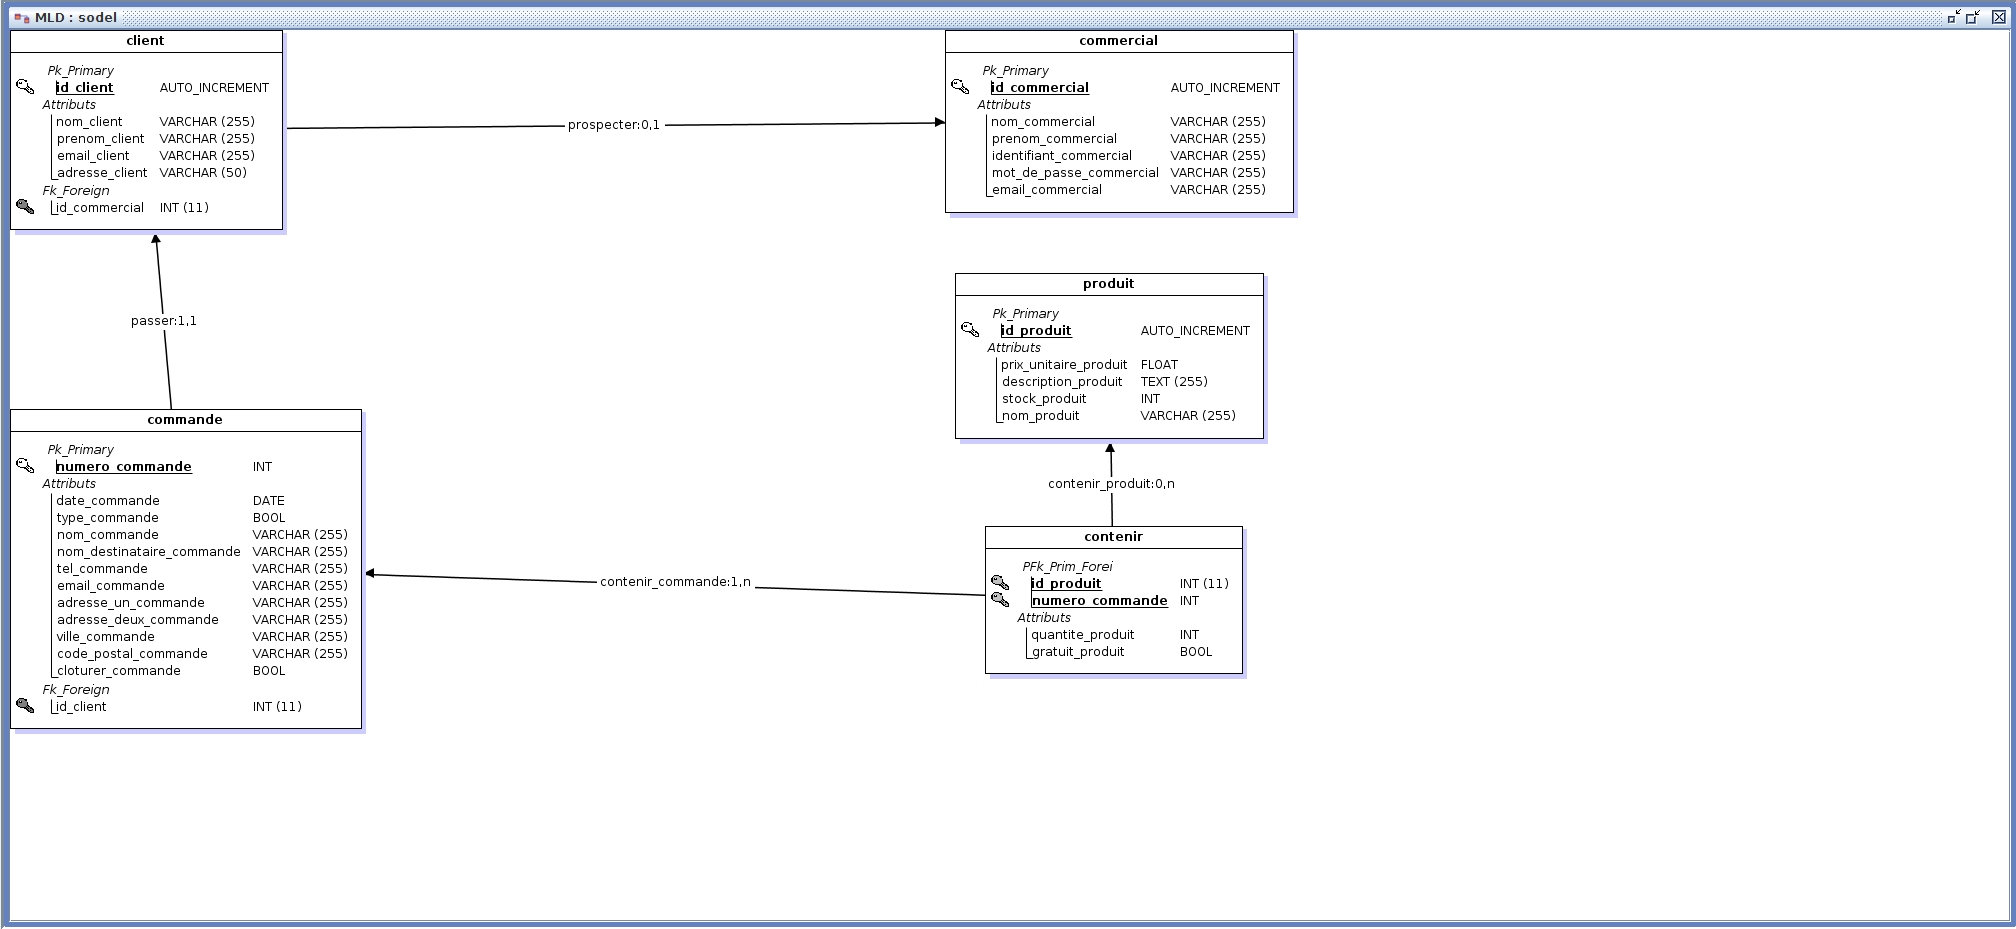 MLD : sodel
client
Pk_Primary
id_client AUTO_INCREMENT
Attributs
nom_client VARCHAR (255)
prenom_client VARCHAR (255)
email_client VARCHAR (255)
adresse_client VARCHAR (50)
Fk_Foreign
id_commercial INT (11)
prospecter:0,1
commercial
Pk_Primary
id_commercial AUTO_INCREMENT
Attributs
nom_commercial VARCHAR (255)
prenom_commercial VARCHAR (255)
identifiant_commercial VARCHAR (255)
mot_de_passe_commercial VARCHAR (255)
email_commercial VARCHAR (255)
passer:1,1
produit
Pk_Primary
id_produit AUTO_INCREMENT
Attributs
prix_unitaire_produit FLOAT
description_produit TEXT (255)
stock_produit INT
nom_produit VARCHAR (255)
commande
Pk_Primary
numero_commande INT
Attributs
date_commande DATE
type_commande BOOL
nom_commande VARCHAR (255)
nom_destinataire_commande VARCHAR (255)
tel_commande VARCHAR (255)
email_commande VARCHAR (255)
adresse_un_commande VARCHAR (255)
adresse_deux_commande VARCHAR (255)
ville_commande VARCHAR (255)
code_postal_commande VARCHAR (255)
cloturer_commande BOOL
Fk_Foreign
id_client INT (11)
contenir_produit:0,n
contenir_commande:1,n
contenir
PFk_Prim_Forei
id_produit INT (11)
numero_commande INT
Attributs
quantite_produit INT
gratuit_produit BOOL